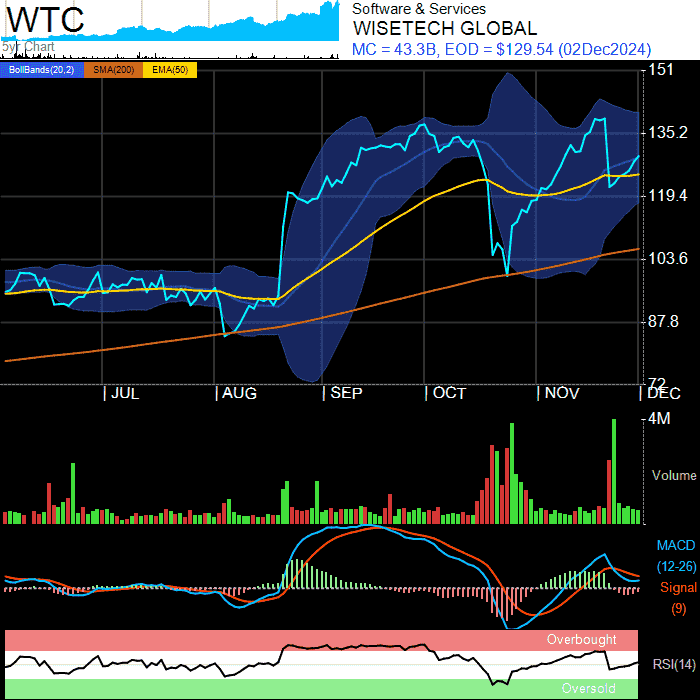 WTC
5yr Chart
Software & Services
WISETECH GLOBAL
MC = 43.3B, EOD = $129.54 (02Dec2024)
BollBands(20,2) SMA(200) EMA(50)
151
135.2
119.4
103.6
87.8
72
JUL AUG SEP OCT NOV DEC
4M
Volume
MACD
(12-26)
Signal
(9)
Overbought
RSI(14)
Oversold